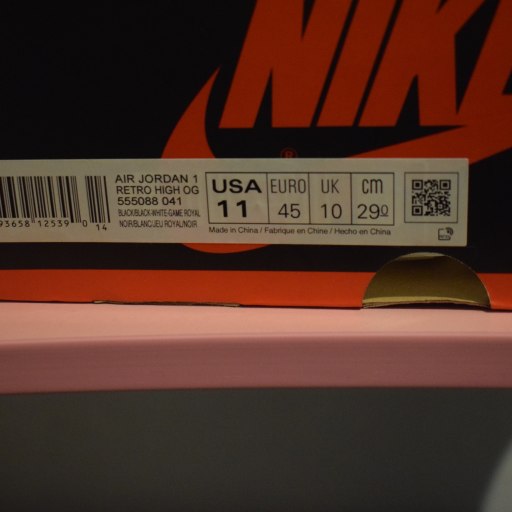 NIKE
®
AIR JORDAN 1
RETRO HIGH OG
555088 041
BLACK/BLACK-WHITE-GAME ROYAL
NOIR/BLANC/JEU ROYAL/NOIR
USA EURO UK cm
11 45 10 29
Made in China / Fabrique en Chine / Hecho en China
93658 12539 0 14